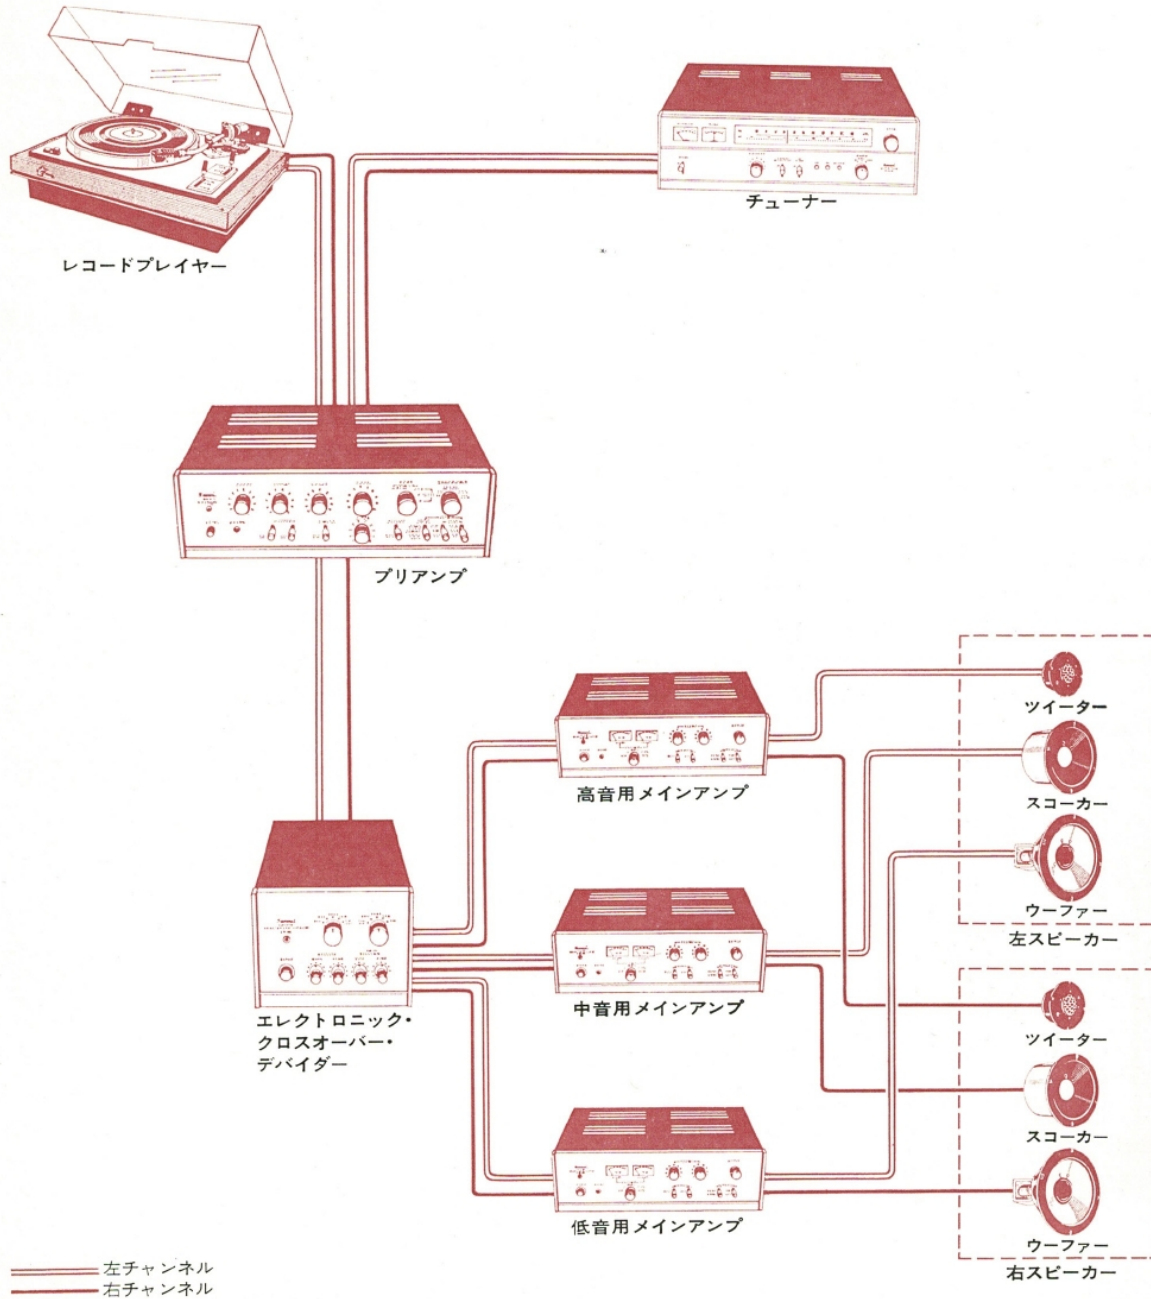 チューナー
レコードプレイヤー
プリアンプ
ツイーター
高音用メインアンプ
スコーカー
ウーファー
左スピーカー
エレクトロニック・
クロスオーバー・
デバイダー
中音用メインアンプ
ツイーター
スコーカー
低音用メインアンプ
ウーファー
右スピーカー
左チャンネル
右チャンネル